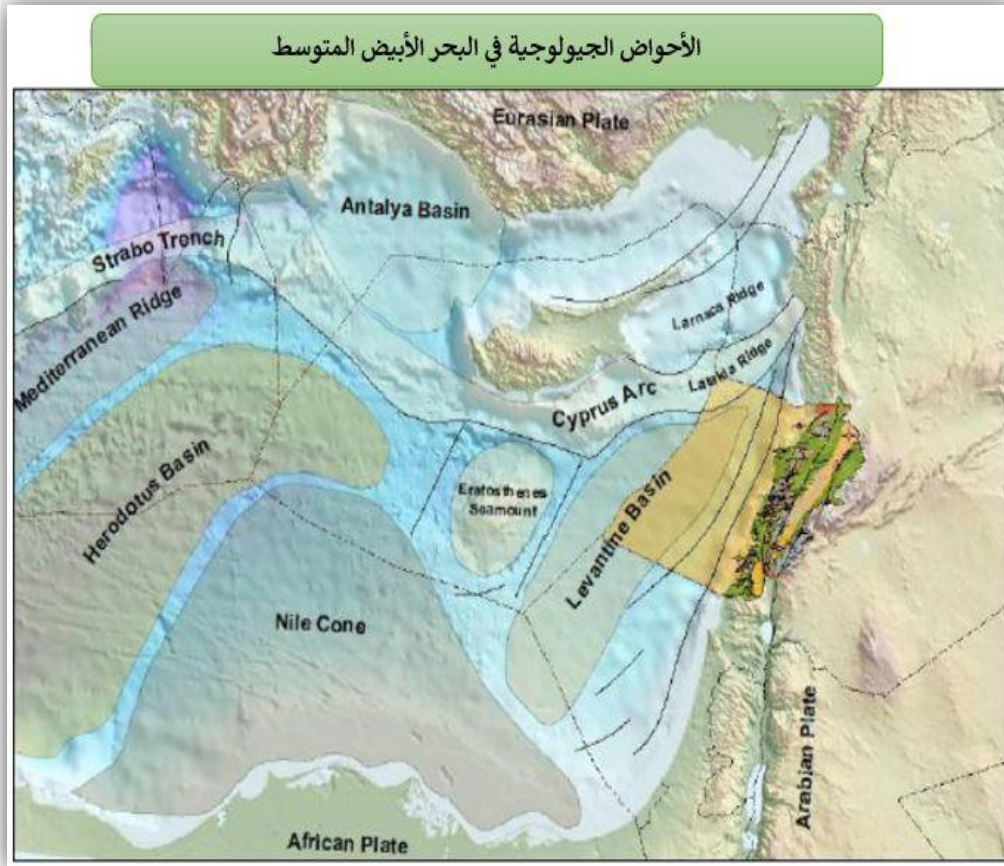 الأحواض الجيولوجية في البحر الأبيض المتوسط
Eurasian Plate
Antalya Basin
Strabo Trench
Mediterranean Ridge
Larnaca Ridge
Latakia Ridge
Cyprus Arc
Herodotus Basin
Eratosthenes
Seamount
Levantine Basin
Nile Cone
Arabian Plate
African Plate